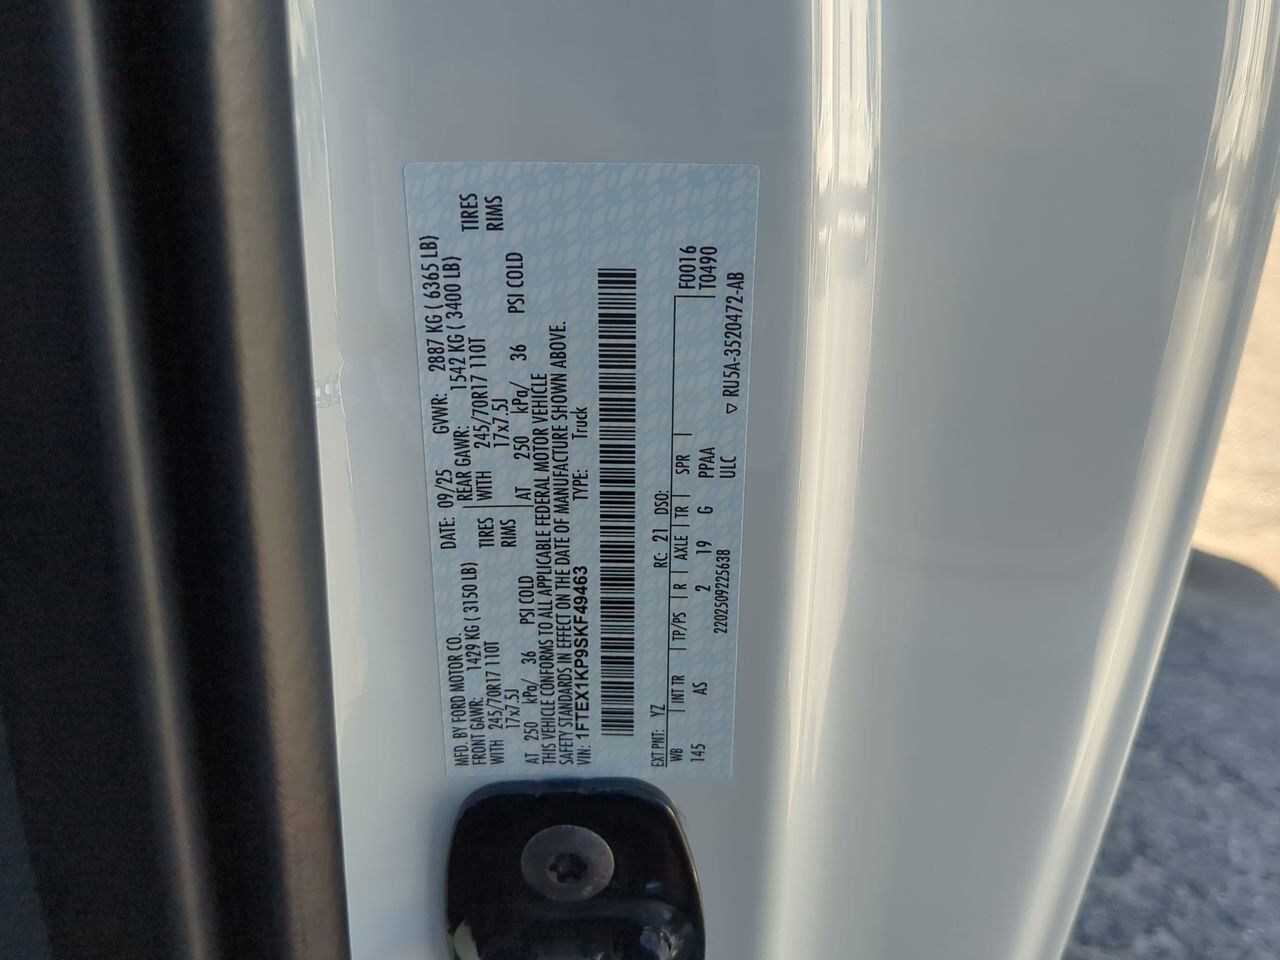 MFD. BY FORD MOTOR CO.
DATE: 09/25 GVWR: 2887 KG ( 6365 LB)
FRONT GAWR: 1429 KG ( 3150 LB) REAR GAWR: 1542 KG ( 3400 LB)
WITH 245/70R17 110T TIRES WITH 245/70R17 110T TIRES
17x7.5J RIMS 17x7.5J RIMS
AT 250 kPa/ 36 PSI COLD AT 250 kPa/ 36 PSI COLD
THIS VEHICLE CONFORMS TO ALL APPLICABLE FEDERAL MOTOR VEHICLE
SAFETY STANDARDS IN EFFECT ON THE DATE OF MANUFACTURE SHOWN ABOVE.
VIN: 1FTEX1KP9SKF49463 TYPE: Truck
EXT PNT: YZ RC: 21 DSO:
WB INT TR TP/PS R AXLE TR SPR F0016
145 AS 2 19 G PPAA T0490
2202509225638 ULC ▽ RU5A-3520472-AB